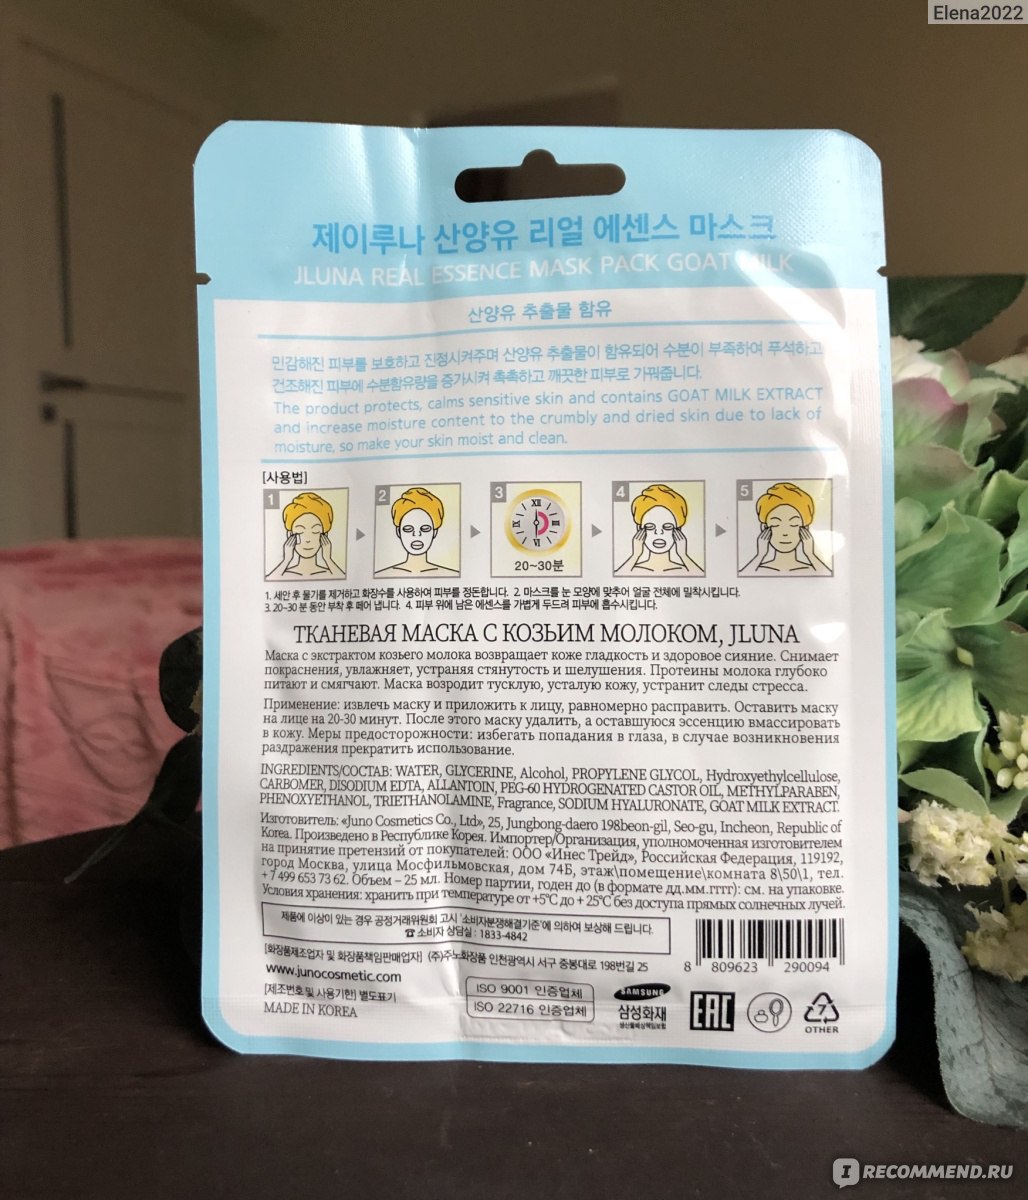 Elena2022
제이루나 산양유 리얼 에센스 마스크
JLUNA REAL ESSENCE MASK PACK GOAT MILK
산양유 추출물 함유
민감해진 피부를 보호하고 진정시켜주며 산양유 추출물이 함유되어 수분이 부족하여 푸석하고
건조해진 피부에 수분함유량을 증가시켜 촉촉하고 깨끗한 피부로 가꿔줍니다.
The product protects, calms sensitive skin and contains GOAT MILK EXTRACT
and increase moisture content to the crumbly and dried skin due to lack of
moisture, so make your skin moist and clean.
[사용법]
1 2 3 4 5
XII III VI IX
20~30분
1. 세안 후 물기를 제거하고 화장수를 사용하여 피부를 정돈합니다. 2. 마스크를 눈 모양에 맞추어 얼굴 전체에 밀착시킵니다.
3. 20~30 분 동안 부착 후 떼어 냅니다. 4. 피부 위에 남은 에센스를 가볍게 두드려 피부에 흡수시킵니다.
ТКАНЕВАЯ МАСКА С КОЗЬИМ МОЛОКОМ, JLUNA
Маска с экстрактом козьего молока возвращает коже гладкость и здоровое сияние. Снимает
покраснения, увлажняет, устраняя стянутость и шелушения. Протеины молока глубоко
питают и смягчают. Маска возродит тусклую, усталую кожу, устранит следы стресса.
Применение: извлечь маску и приложить к лицу, равномерно расправить. Оставить маску
на лице на 20-30 минут. После этого маску удалить, а оставшуюся эссенцию вмассировать
в кожу. Меры предосторожности: избегать попадания в глаза, в случае возникновения
раздражения прекратить использование.
INGREDIENTS/СОСТАВ: WATER, GLYCERINE, Alcohol, PROPYLENE GLYCOL, Hydroxyethylcellulose,
CARBOMER, DISODIUM EDTA, ALLANTOIN, PEG-60 HYDROGENATED CASTOR OIL, METHYLPARABEN,
PHENOXYETHANOL, TRIETHANOLAMINE, Fragrance, SODIUM HYALURONATE, GOAT MILK EXTRACT.
Изготовитель: «Juno Cosmetics Co., Ltd», 25, Jungbong-daero 198beon-gil, Seo-gu, Incheon, Republic of
Korea. Произведено в Республике Корея. Импортер/Организация, уполномоченная изготовителем
на принятие претензий от покупателей: ООО «Инес Трейд», Российская Федерация, 119192,
город Москва, улица Мосфильмовская, дом 74Б, этаж\помещение\комната 8\50\1, тел.
+7 499 653 73 62. Объем – 25 мл. Номер партии, годен до (в формате дд.мм.гггг): см. на упаковке.
Условия хранения: хранить при температуре от +5°C до + 25°C без доступа прямых солнечных лучей.
제품에 이상이 있는 경우 공정거래위원회 고시 '소비자분쟁해결기준'에 의하여 보상해 드립니다.
☎ 소비자 상담실 : 1833-4842
[화장품제조업자 및 화장품책임판매업자] (주)주노화장품 인천광역시 서구 중봉대로 198번길 25
www.junocosmetic.com
[제조번호 및 사용기한] 별도표기
MADE IN KOREA
ISO 9001 인증업체
ISO 22716 인증업체
SAMSUNG
삼성화재
생산물배상책임보험
8 809623 290094
EAC
7
OTHER
I RECOMMEND.RU